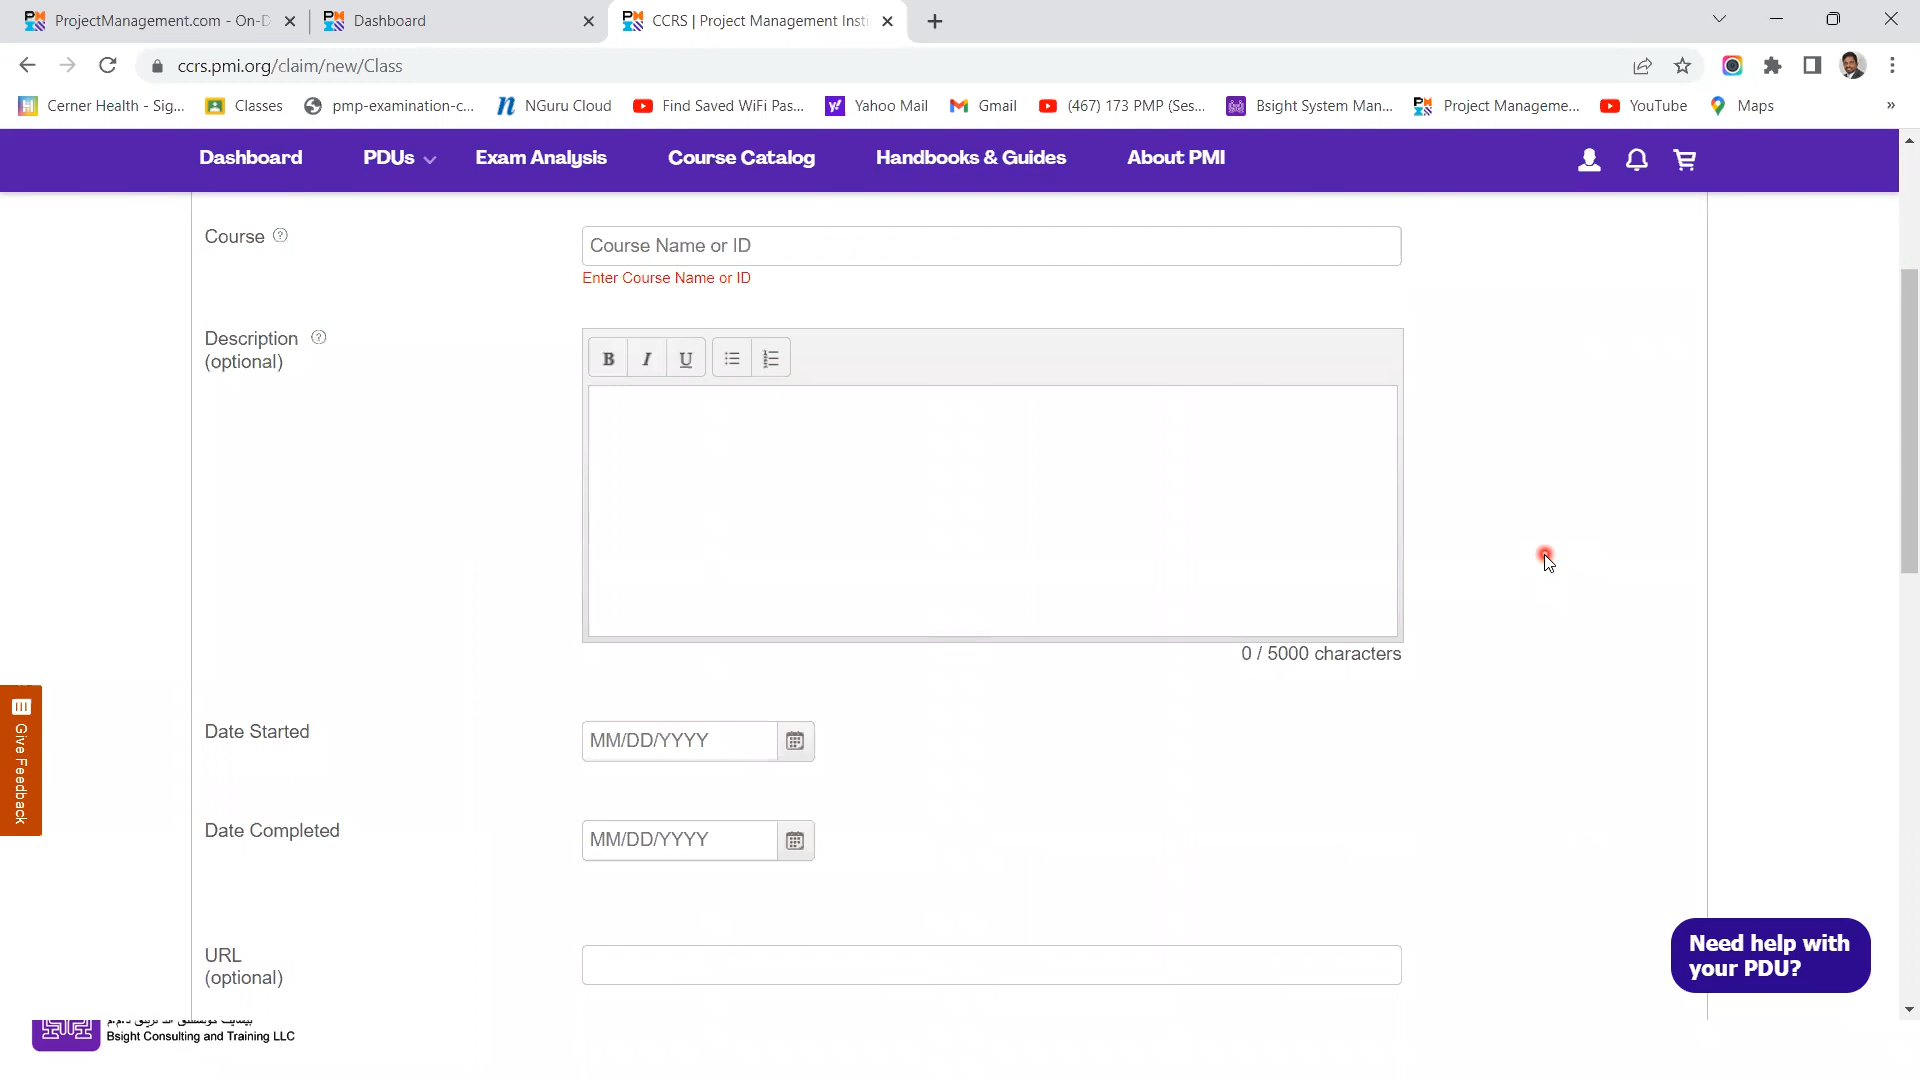 ProjectManagement.com - On-D
Dashboard
CCRS | Project Management Insti
ccrs.pmi.org/claim/new/Class
Cerner Health - Sig...
Classes
pmp-examination-c...
NGuru Cloud
Find Saved WiFi Pas...
Yahoo Mail
Gmail
(467) 173 PMP (Ses...
Bsight System Man...
Project Manageme...
YouTube
Maps
»
Dashboard
PDUs
Exam Analysis
Course Catalog
Handbooks & Guides
About PMI
Course
Course Name or ID
Enter Course Name or ID
Description
(optional)
B I U
0 / 5000 characters
Date Started
MM/DD/YYYY
Date Completed
MM/DD/YYYY
URL
(optional)
Give Feedback
Need help with
your PDU?
Bsight Consulting and Training LLC